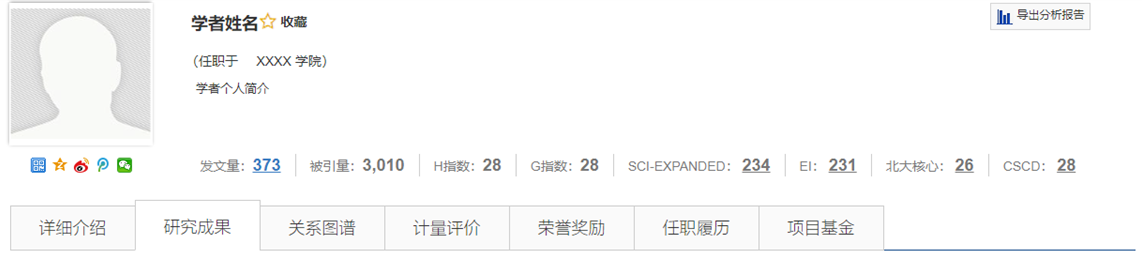 学者姓名 收藏
导出分析报告
（任职于 XXXX 学院）
学者个人简介
发文量：373 被引量：3,010 H指数：28 G指数：28 SCI-EXPANDED：234 EI：231 北大核心：26 CSCD：28
详细介绍 研究成果 关系图谱 计量评价 荣誉奖励 任职履历 项目基金